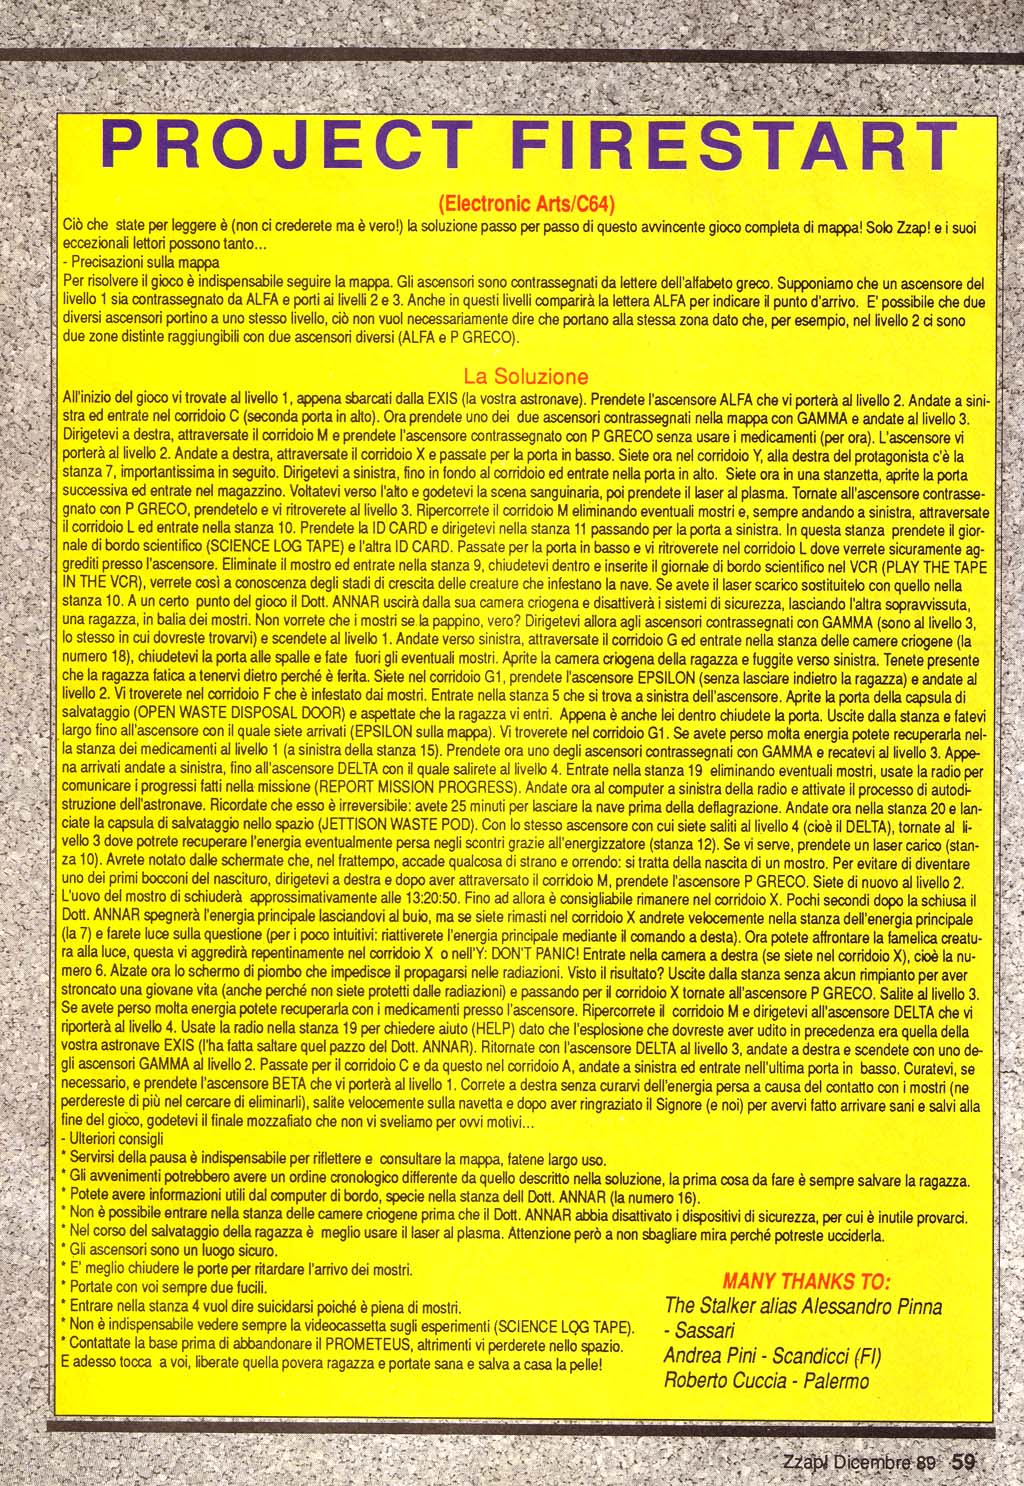 PROJECT FIRESTART
(Electronic Arts/C64)
Ciò che state per leggere è (non ci crederete ma è vero!) la soluzione passo per passo di questo avvincente gioco completa di mappa! Solo Zzap! e i suoi
eccezionali lettori possono tanto...
- Precisazioni sulla mappa
Per risolvere il gioco è indispensabile seguire la mappa. Gli ascensori sono contrassegnati da lettere dell'alfabeto greco. Supponiamo che un ascensore del
livello 1 sia contrassegnato da ALFA e porti ai livelli 2 e 3. Anche in questi livelli comparirà la lettera ALFA per indicare il punto d'arrivo. E' possibile che due
diversi ascensori portino a uno stesso livello, ciò non vuol necessariamente dire che portano alla stessa zona dato che, per esempio, nel livello 2 ci sono
due zone distinte raggiungibili con due ascensori diversi (ALFA e P GRECO).
La Soluzione
All'inizio del gioco vi trovate al livello 1, appena sbarcati dalla EXIS (la vostra astronave). Prendete l'ascensore ALFA che vi porterà al livello 2. Andate a sini-
stra ed entrate nel corridoio C (seconda porta in alto). Ora prendete uno dei due ascensori contrassegnati nella mappa con GAMMA e andate al livello 3.
Dirigetevi a destra, attraversate il corridoio M e prendete l'ascensore contrassegnato con P GRECO senza usare i medicamenti (per ora). L'ascensore vi
porterà al livello 2. Andate a destra, attraversate il corridoio X e passate per la porta in basso. Siete ora nel corridoio Y, alla destra del protagonista c'è la
stanza 7, importantissima in seguito. Dirigetevi a sinistra, fino in fondo al corridoio ed entrate nella porta in alto. Siete ora in una stanzetta, aprite la porta
successiva ed entrate nel magazzino. Voltatevi verso l'alto e godetevi la scena sanguinaria, poi prendete il laser al plasma. Tornate all'ascensore contrasse-
gnato con P GRECO, prendetelo e vi ritroverete al livello 3. Ripercorrete il corridoio M eliminando eventuali mostri e, sempre andando a sinistra, attraversate
il corridoio L ed entrate nella stanza 10. Prendete la ID CARD e dirigetevi nella stanza 11 passando per la porta a sinistra. In questa stanza prendete il gior-
nale di bordo scientifico (SCIENCE LOG TAPE) e l'altra ID CARD. Passate per la porta in basso e vi ritroverete nel corridoio L dove verrete sicuramente ag-
grediti presso l'ascensore. Eliminate il mostro ed entrate nella stanza 9, chiudetevi dentro e inserite il giornale di bordo scientifico nel VCR (PLAY THE TAPE
IN THE VCR), verrete così a conoscenza degli stadi di crescita delle creature che infestano la nave. Se avete il laser scarico sostituitelo con quello nella
stanza 10. A un certo punto del gioco il Dott. ANNAR uscirà dalla sua camera criogena e disattiverà i sistemi di sicurezza, lasciando l'altra sopravvissuta,
una ragazza, in balia dei mostri. Non vorrete che i mostri se la pappino, vero? Dirigetevi allora agli ascensori contrassegnati con GAMMA (sono al livello 3,
lo stesso in cui dovreste trovarvi) e scendete al livello 1. Andate verso sinistra, attraversate il corridoio G ed entrate nella stanza delle camere criogene (la
numero 18), chiudetevi la porta alle spalle e fate fuori gli eventuali mostri. Aprite la camera criogena della ragazza e fuggite verso sinistra. Tenete presente
che la ragazza fatica a tenervi dietro perché è ferita. Siete nel corridoio G1, prendete l'ascensore EPSILON (senza lasciare indietro la ragazza) e andate al
livello 2. Vi troverete nel corridoio F che è infestato dai mostri. Entrate nella stanza 5 che si trova a sinistra dell'ascensore. Aprite la porta della capsula di
salvataggio (OPEN WASTE DISPOSAL DOOR) e aspettate che la ragazza vi entri. Appena è anche lei dentro chiudete la porta. Uscite dalla stanza e fatevi
largo fino all'ascensore con il quale siete arrivati (EPSILON sulla mappa). Vi troverete nel corridoio G1. Se avete perso molta energia potete recuperarla nel-
la stanza dei medicamenti al livello 1 (a sinistra della stanza 15). Prendete ora uno degli ascensori contrassegnati con GAMMA e recatevi al livello 3. Appe-
na arrivati andate a sinistra, fino all'ascensore DELTA con il quale salirete al livello 4. Entrate nella stanza 19 eliminando eventuali mostri, usate la radio per
comunicare i progressi fatti nella missione (REPORT MISSION PROGRESS). Andate ora al computer a sinistra della radio e attivate il processo di autodi-
struzione dell'astronave. Ricordate che esso è irreversibile: avete 25 minuti per lasciare la nave prima della deflagrazione. Andate ora nella stanza 20 e lan-
ciate la capsula di salvataggio nello spazio (JETTISON WASTE POD). Con lo stesso ascensore con cui siete saliti al livello 4 (cioè il DELTA), tornate al li-
vello 3 dove potrete recuperare l'energia eventualmente persa negli scontri grazie all'energizzatore (stanza 12). Se vi serve, prendete un laser carico (stan-
za 10). Avrete notato dalle schermate che, nel frattempo, accade qualcosa di strano e orrendo: si tratta della nascita di un mostro. Per evitare di diventare
uno dei primi bocconi del nascituro, dirigetevi a destra e dopo aver attraversato il corridoio M, prendete l'ascensore P GRECO. Siete di nuovo al livello 2.
L'uovo del mostro di schiuderà approssimativamente alle 13:20:50. Fino ad allora è consigliabile rimanere nel corridoio X. Pochi secondi dopo la schiusa il
Dott. ANNAR spegnerà l'energia principale lasciandovi al buio, ma se siete rimasti nel corridoio X andrete velocemente nella stanza dell'energia principale
(la 7) e farete luce sulla questione (per i poco intuitivi: riattiverete l'energia principale mediante il comando a desta). Ora potete affrontare la famelica creatu-
ra alla luce, questa vi aggredirà repentinamente nel corridoio X o nell'Y: DON'T PANIC! Entrate nella camera a destra (se siete nel corridoio X), cioè la nu-
mero 6. Alzate ora lo schermo di piombo che impedisce il propagarsi nelle radiazioni. Visto il risultato? Uscite dalla stanza senza alcun rimpianto per aver
stroncato una giovane vita (anche perché non siete protetti dalle radiazioni) e passando per il corridoio X tornate all'ascensore P GRECO. Salite al livello 3.
Se avete perso molta energia potete recuperarla con i medicamenti presso l'ascensore. Ripercorrete il corridoio M e dirigetevi all'ascensore DELTA che vi
riporterà al livello 4. Usate la radio nella stanza 19 per chiedere aiuto (HELP) dato che l'esplosione che dovreste aver udito in precedenza era quella della
vostra astronave EXIS (l'ha fatta saltare quel pazzo del Dott. ANNAR). Ritornate con l'ascensore DELTA al livello 3, andate a destra e scendete con uno de-
gli ascensori GAMMA al livello 2. Passate per il corridoio C e da questo nel corridoio A, andate a sinistra ed entrate nell'ultima porta in basso. Curatevi, se
necessario, e prendete l'ascensore BETA che vi porterà al livello 1. Correte a destra senza curarvi dell'energia persa a causa del contatto con i mostri (ne
perdereste di più nel cercare di eliminarli), salite velocemente sulla navetta e dopo aver ringraziato il Signore (e noi) per avervi fatto arrivare sani e salvi alla
fine del gioco, godetevi il finale mozzafiato che non vi sveliamo per ovvi motivi...
- Ulteriori consigli
* Servirsi della pausa è indispensabile per riflettere e consultare la mappa, fatene largo uso.
* Gli avvenimenti potrebbero avere un ordine cronologico differente da quello descritto nella soluzione, la prima cosa da fare è sempre salvare la ragazza.
* Potete avere informazioni utili dal computer di bordo, specie nella stanza dell Dott. ANNAR (la numero 16).
* Non è possibile entrare nella stanza delle camere criogene prima che il Dott. ANNAR abbia disattivato i dispositivi di sicurezza, per cui è inutile provarci.
* Nel corso del salvataggio della ragazza è meglio usare il laser al plasma. Attenzione però a non sbagliare mira perché potreste ucciderla.
* Gli ascensori sono un luogo sicuro.
* E' meglio chiudere le porte per ritardare l'arrivo dei mostri.
* Portate con voi sempre due fucili.
* Entrare nella stanza 4 vuol dire suicidarsi poiché è piena di mostri.
* Non è indispensabile vedere sempre la videocassetta sugli esperimenti (SCIENCE LOG TAPE).
* Contattate la base prima di abbandonare il PROMETEUS, altrimenti vi perderete nello spazio.
E adesso tocca a voi, liberate quella povera ragazza e portate sana e salva a casa la pelle!
MANY THANKS TO:
The Stalker alias Alessandro Pinna
- Sassari
Andrea Pini - Scandicci (FI)
Roberto Cuccia - Palermo
Zzap! Dicembre 89 59